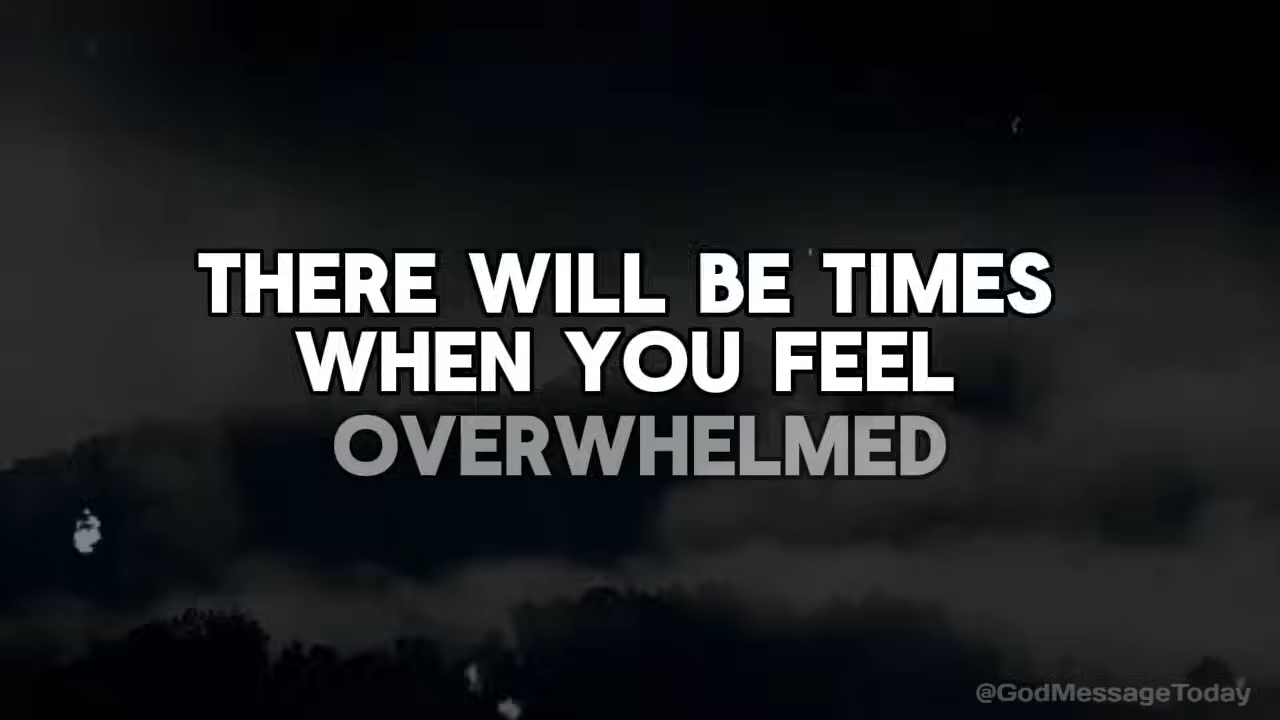 THERE WILL BE TIMES
WHEN YOU FEEL
OVERWHELMED
@GodMessageToday